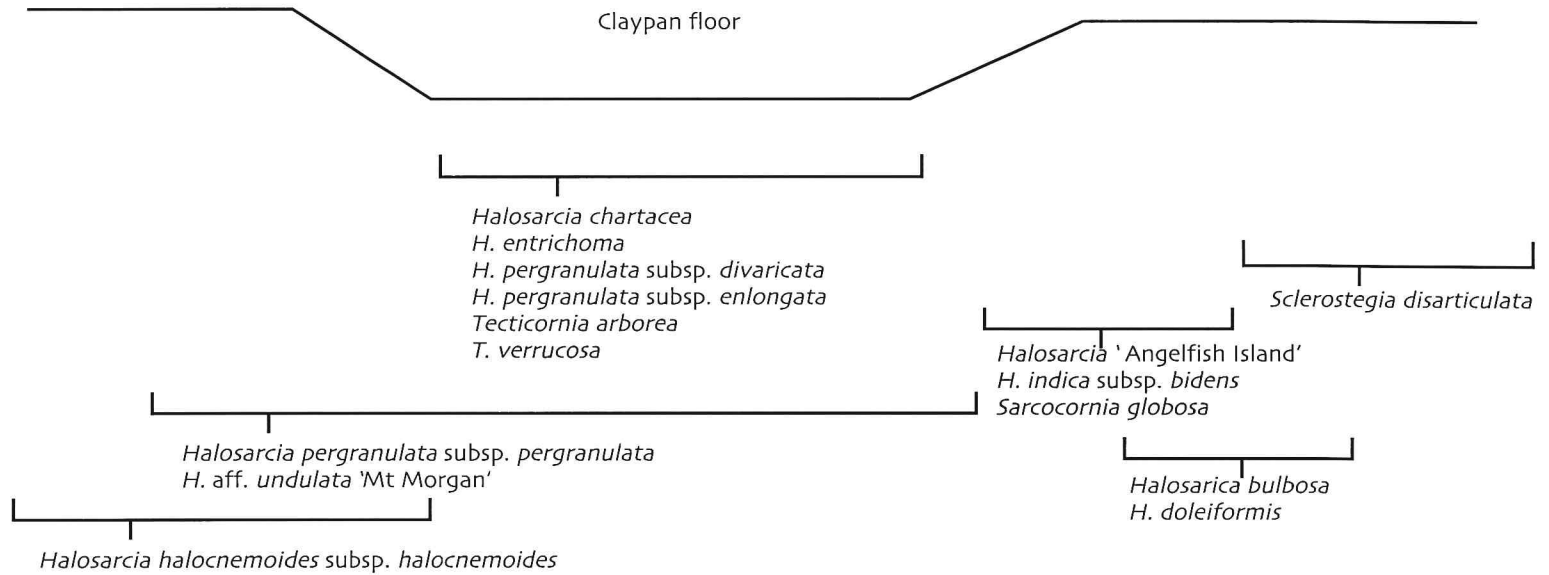 Claypan floor
Halosarcia chartacea
H. entrichoma
H. pergranulata subsp. divaricata
H. pergranulata subsp. enlongata
Tecticornia arborea
T. verrucosa
Sclerostegia disarticulata
Halosarcia ‘Angelfish Island’
H. indica subsp. bidens
Sarcocornia globosa
Halosarcia pergranulata subsp. pergranulata
H. aff. undulata ‘Mt Morgan’
Halosarica bulbosa
H. doleiformis
Halosarcia halocnemoides subsp. halocnemoides